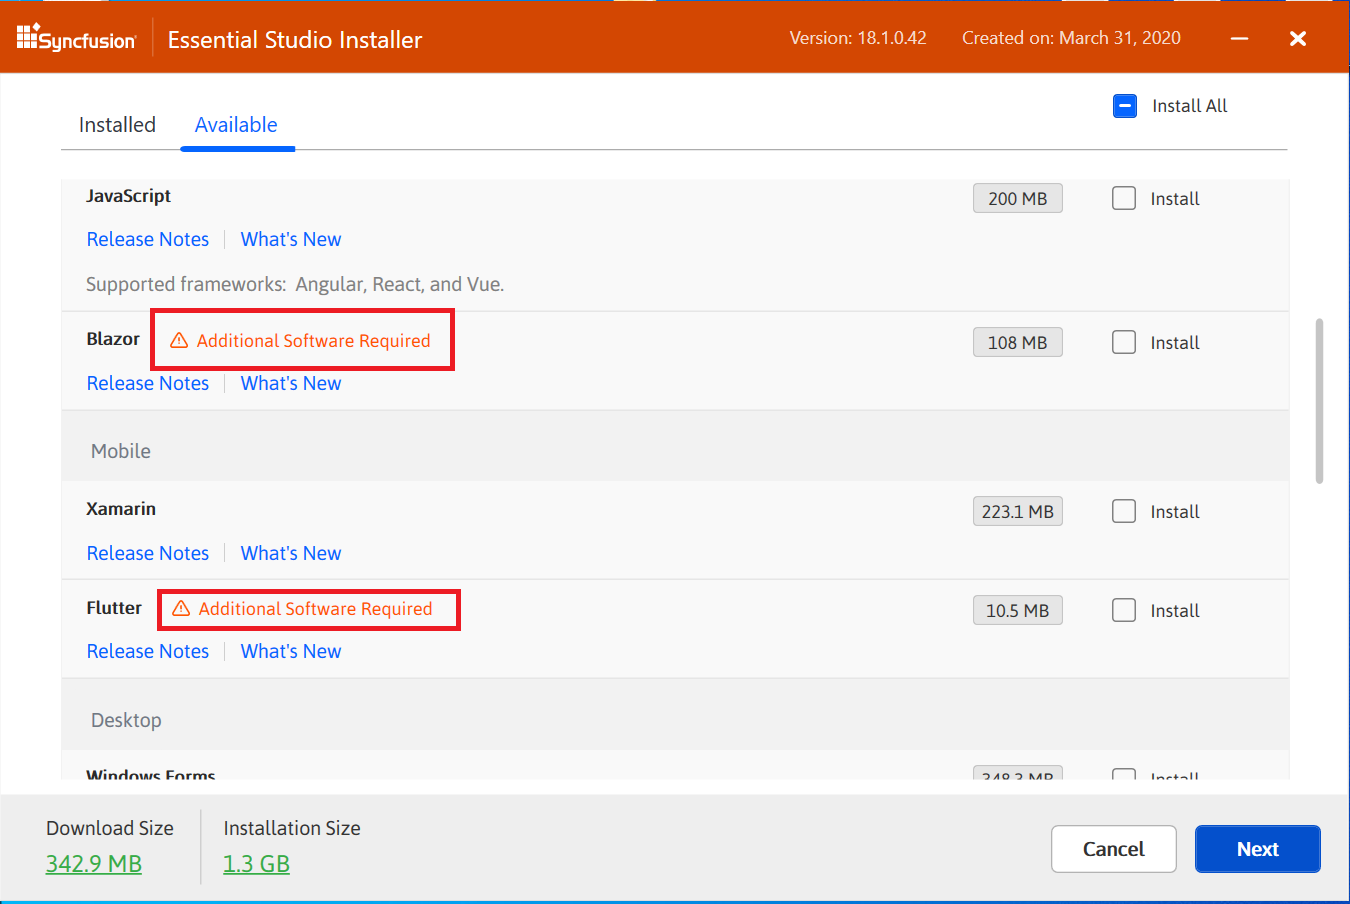 Syncfusion Essential Studio Installer Version: 18.1.0.42 Created on: March 31, 2020
Installed Available Install All
JavaScript 200 MB Install
Release Notes What's New
Supported frameworks: Angular, React, and Vue.
Blazor Additional Software Required 108 MB Install
Release Notes What's New
Mobile
Xamarin 223.1 MB Install
Release Notes What's New
Flutter Additional Software Required 10.5 MB Install
Release Notes What's New
Desktop
Windows Forms 348.3 MB Install
Download Size Installation Size
342.9 MB 1.3 GB
Cancel Next